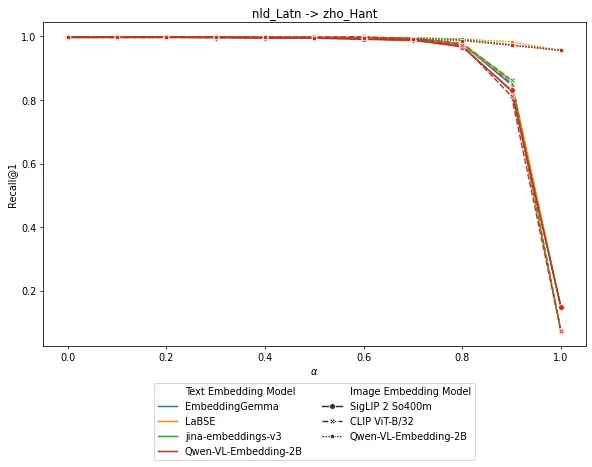 nld_Latn -> zho_Hant
Recall@1
1.0
0.8
0.6
0.4
0.2
0.0 0.2 0.4 0.6 0.8 1.0
α
Text Embedding Model Image Embedding Model
EmbeddingGemma SigLIP 2 So400m
LaBSE CLIP ViT-B/32
jina-embeddings-v3 Qwen-VL-Embedding-2B
Qwen-VL-Embedding-2B